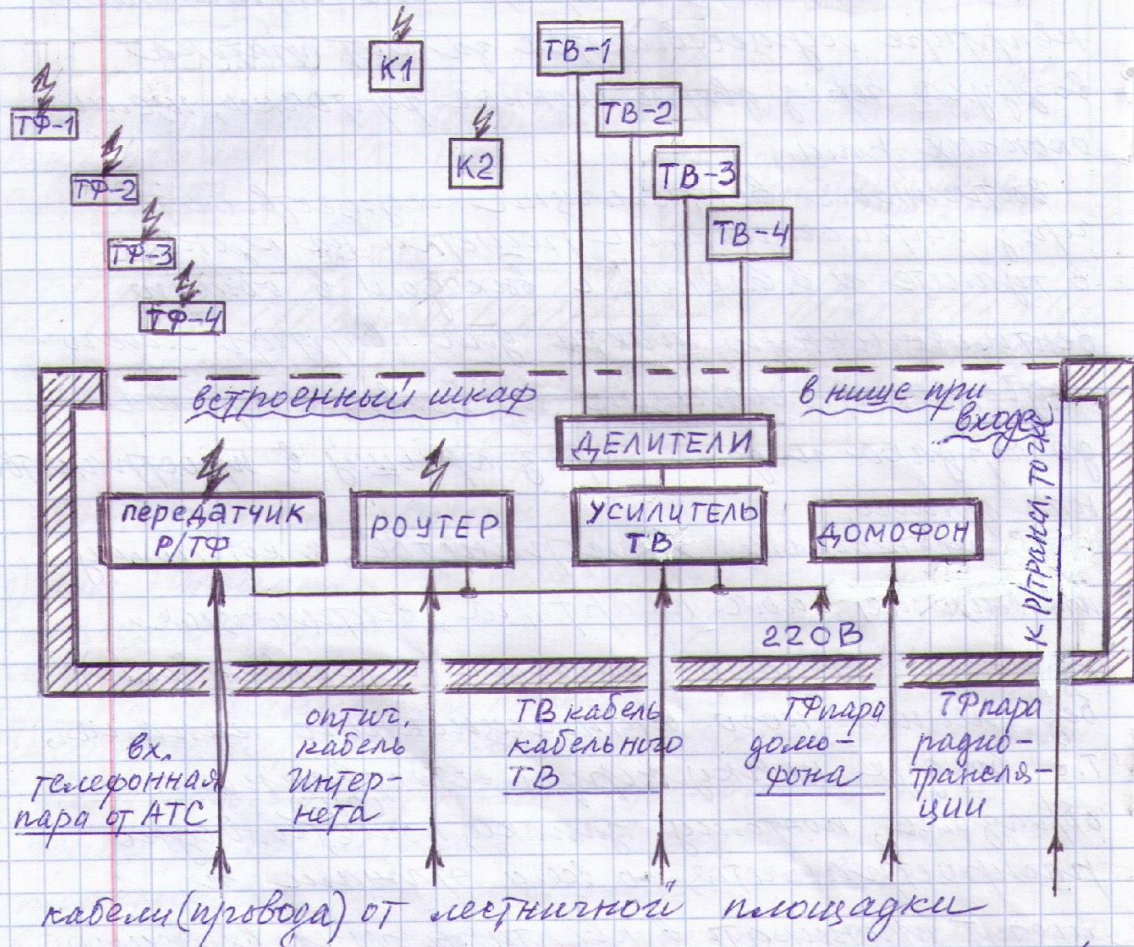 К1
ТВ-1
ТФ-1
ТВ-2
К2
ТФ-2
ТВ-3
ТФ-3
ТВ-4
ТФ-4
встроенный шкаф
в нише при
входе
ДЕЛИТЕЛИ
передатчик
Р/ТФ
РОУТЕР
УСИЛИТЕЛЬ
ТВ
ДОМОФОН
к р/трансл. точке
220В
вх.
телефонная
пара от АТС
оптич.
кабель
Интер-
нета
ТВ кабель
кабельного
ТВ
ТФ пара
домо-
фона
ТФ пара
радио-
трансля-
ции
кабели (провода) от лестничной площадки